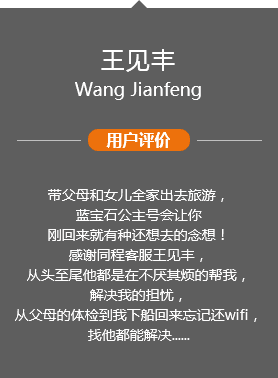 王见丰
Wang Jianfeng
用户评价
带父母和女儿全家出去旅游，
蓝宝石公主号会让你
刚回来就有种还想去的念想！
感谢同程客服王见丰，
从头至尾他都是在不厌其烦的帮我，
解决我的担忧，
从父母的体检到我下船回来忘记还wifi，
找他都能解决......